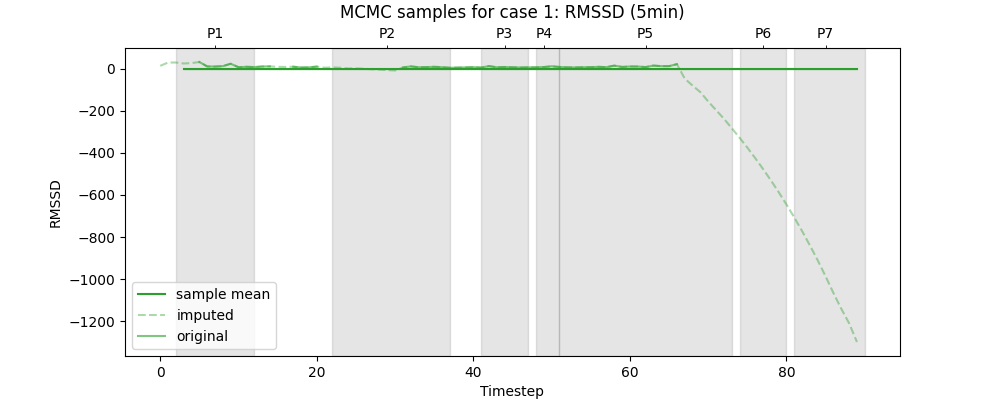 MCMC samples for case 1: RMSSD (5min)
P1 P2 P3 P4 P5 P6 P7
0
−200
−400
−600
−800
−1000
−1200
RMSSD
sample mean
imputed
original
0 20 40 60 80
Timestep